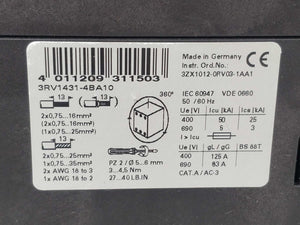 Made in Germany
Instr. Ord.No.:
3ZX1012-0RV03-1AA1
4 011209 311503
3RV1431-4BA10
13
13
360°
2x0,75...16mm²
2x0,75...16mm²
(1x0,75...25mm²)
13
2x0,75...25mm²
1x0,75...35mm²
2x AWG 18 to 3
1x AWG 18 to 2
PZ 2 / Ø 5...6 mm
3...4,5 Nm
27...40 LB.IN
IEC 60947 VDE 0660
50 / 60 Hz
Ue [V] Icu [kA] Ics [kA]
400 50 25
690 6 3
I > Icu
Ue [V] gL / gG BS 88T
400 125 A
690 63 A
CAT.A / AC-3
CE